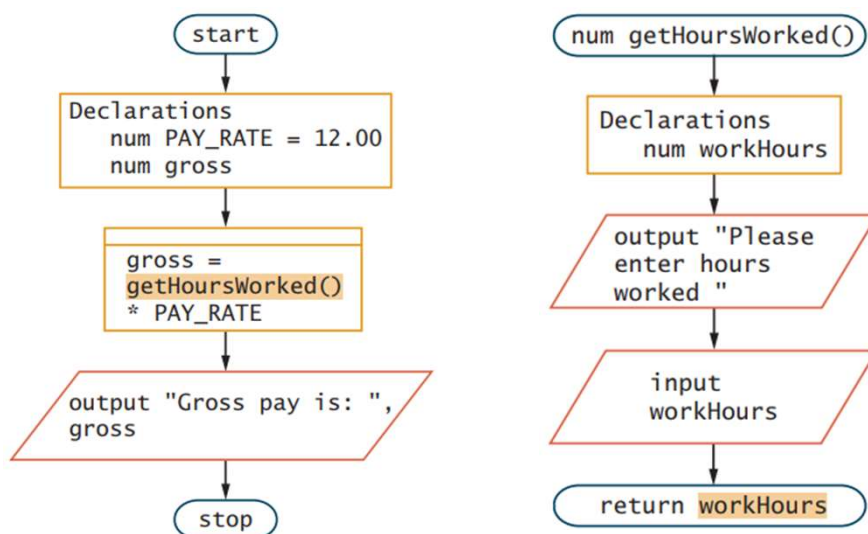 start
Declarations
num PAY_RATE = 12.00
num gross
gross =
getHoursWorked()
* PAY_RATE
output "Gross pay is: ",
gross
stop
num getHoursWorked()
Declarations
num workHours
output "Please
enter hours
worked "
input
workHours
return workHours